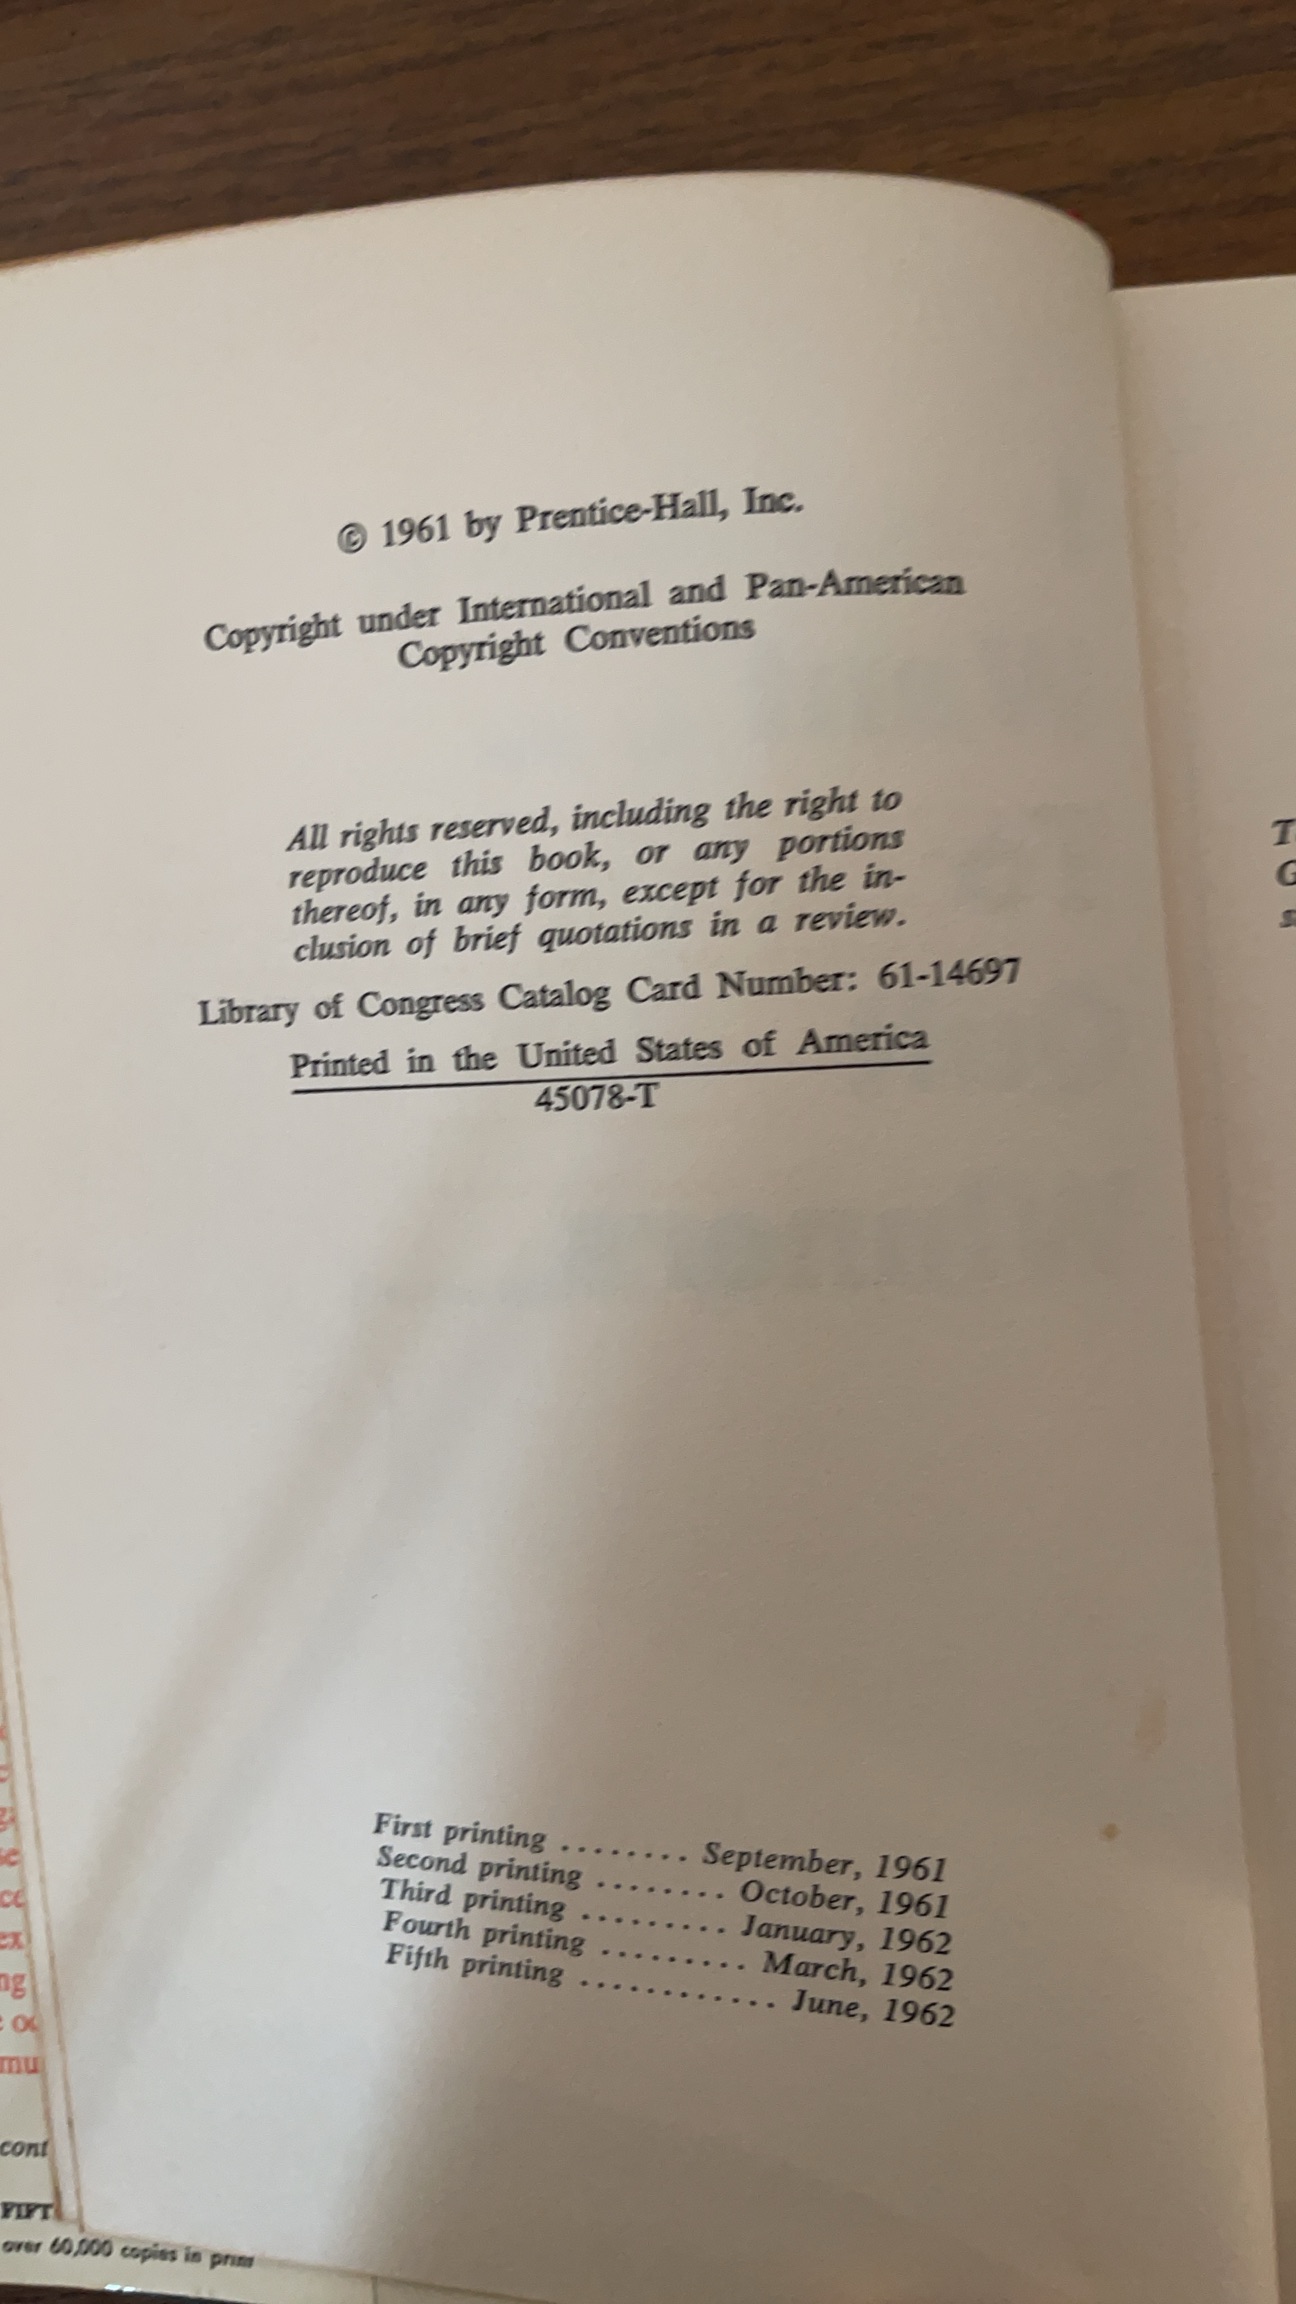 © 1961 by Prentice-Hall, Inc.
Copyright under International and Pan-American
Copyright Conventions
All rights reserved, including the right to
reproduce this book, or any portions
thereof, in any form, except for the in-
clusion of brief quotations in a review.
Library of Congress Catalog Card Number: 61-14697
Printed in the United States of America
45078-T
First printing ........ September, 1961
Second printing ........ October, 1961
Third printing ......... January, 1962
Fourth printing ......... March, 1962
Fifth printing ............ June, 1962
ng
mu
cont
FIFT
over 60,000 copies in print